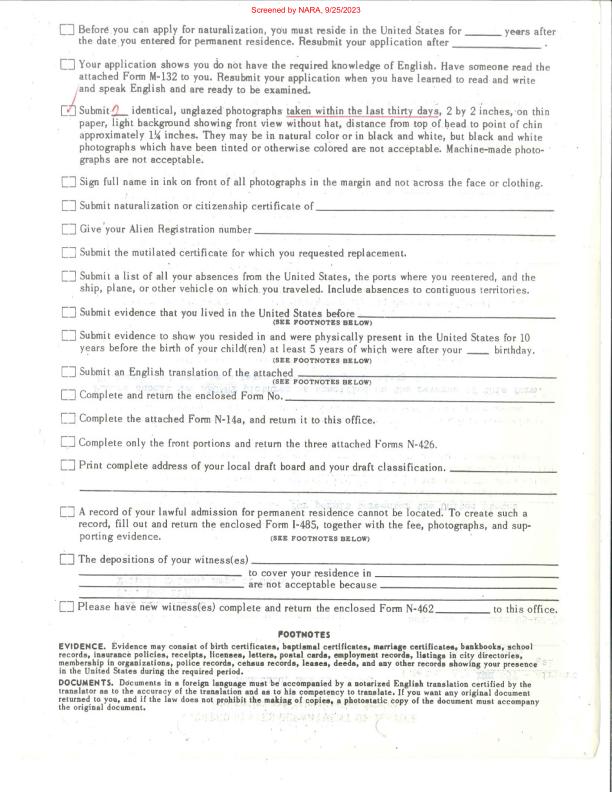 Screened by NARA, 9/25/2023
Before you can apply for naturalization, you must reside in the United States for ______ years after
the date you entered for permanent residence. Resubmit your application after ______________ .
Your application shows you do not have the required knowledge of English. Have someone read the
attached Form M-132 to you. Resubmit your application when you have learned to read and write
and speak English and are ready to be examined.
Submit 2 identical, unglazed photographs taken within the last thirty days, 2 by 2 inches, on thin
paper, light background showing front view without hat, distance from top of head to point of chin
approximately 1¼ inches. They may be in natural color or in black and white, but black and white
photographs which have been tinted or otherwise colored are not acceptable. Machine-made photo-
graphs are not acceptable.
Sign full name in ink on front of all photographs in the margin and not across the face or clothing.
Submit naturalization or citizenship certificate of
Give your Alien Registration number
Submit the mutilated certificate for which you requested replacement.
Submit a list of all your absences from the United States, the ports where you reentered, and the
ship, plane, or other vehicle on which you traveled. Include absences to contiguous territories.
Submit evidence that you lived in the United States before
(SEE FOOTNOTES BELOW)
Submit evidence to show you resided in and were physically present in the United States for 10
years before the birth of your child(ren) at least 5 years of which were after your ____ birthday.
(SEE FOOTNOTES BELOW)
Submit an English translation of the attached
(SEE FOOTNOTES BELOW)
Complete and return the enclosed Form No.
Complete the attached Form N-14a, and return it to this office.
Complete only the front portions and return the three attached Forms N-426.
Print complete address of your local draft board and your draft classification.
A record of your lawful admission for permanent residence cannot be located. To create such a
record, fill out and return the enclosed Form I-485, together with the fee, photographs, and sup-
porting evidence. (SEE FOOTNOTES BELOW)
The depositions of your witness(es)
to cover your residence in
are not acceptable because
Please have new witness(es) complete and return the enclosed Form N-462 ________ to this office.
FOOTNOTES
EVIDENCE. Evidence may consist of birth certificates, baptismal certificates, marriage certificates, bankbooks, school
records, insurance policies, receipts, licenses, letters, postal cards, employment records, listings in city directories,
membership in organizations, police records, census records, leases, deeds, and any other records showing your presence
in the United States during the required period.
DOCUMENTS. Documents in a foreign language must be accompanied by a notarized English translation certified by the
translator as to the accuracy of the translation and as to his competency to translate. If you want any original document
returned to you, and if the law does not prohibit the making of copies, a photostatic copy of the document must accompany
the original document.